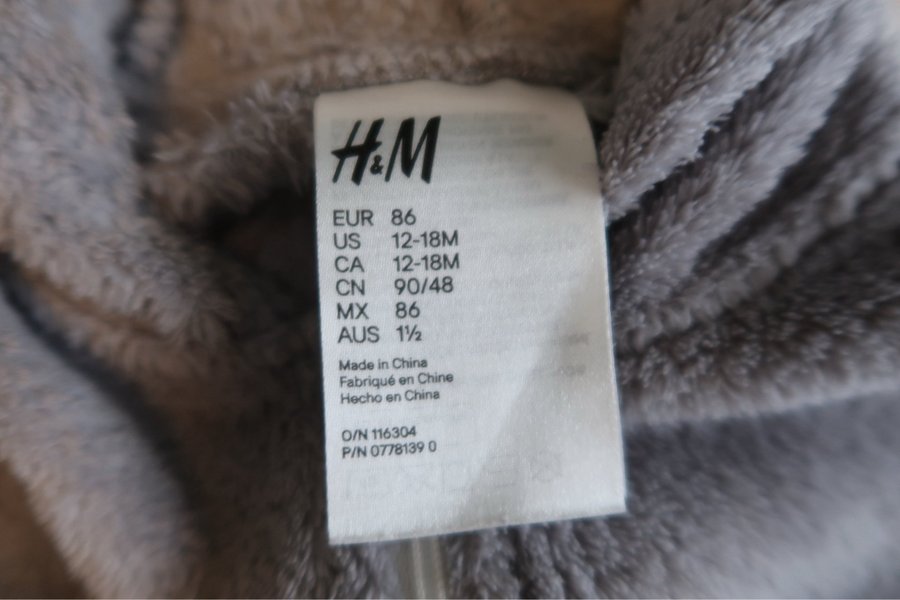 H&M
EUR 86
US 12-18M
CA 12-18M
CN 90/48
MX 86
AUS 1½
Made in China
Fabriqué en Chine
Hecho en China
O/N 116304
P/N 0778139 0